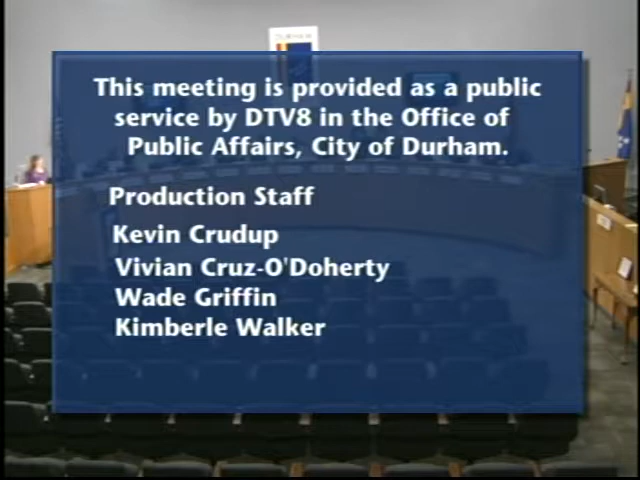 This meeting is provided as a public
service by DTV8 in the Office of
Public Affairs, City of Durham.
Production Staff
Kevin Crudup
Vivian Cruz-O'Doherty
Wade Griffin
Kimberle Walker